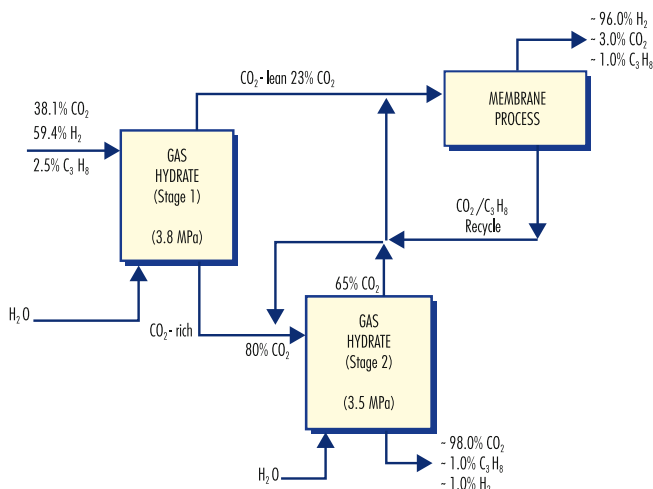 ~ 96.0% H₂
~ 3.0% CO₂
~ 1.0% C₃H₈
CO₂- lean 23% CO₂
MEMBRANE
PROCESS
38.1% CO₂
59.4% H₂
2.5% C₃ H₈
GAS
HYDRATE
(Stage 1)
(3.8 MPa)
CO₂/C₃H₈
Recycle
65% CO₂
H₂O
CO₂- rich
80% CO₂
GAS
HYDRATE
(Stage 2)
(3.5 MPa)
H₂O
~ 98.0% CO₂
~ 1.0% C₃H₈
~ 1.0% H₂